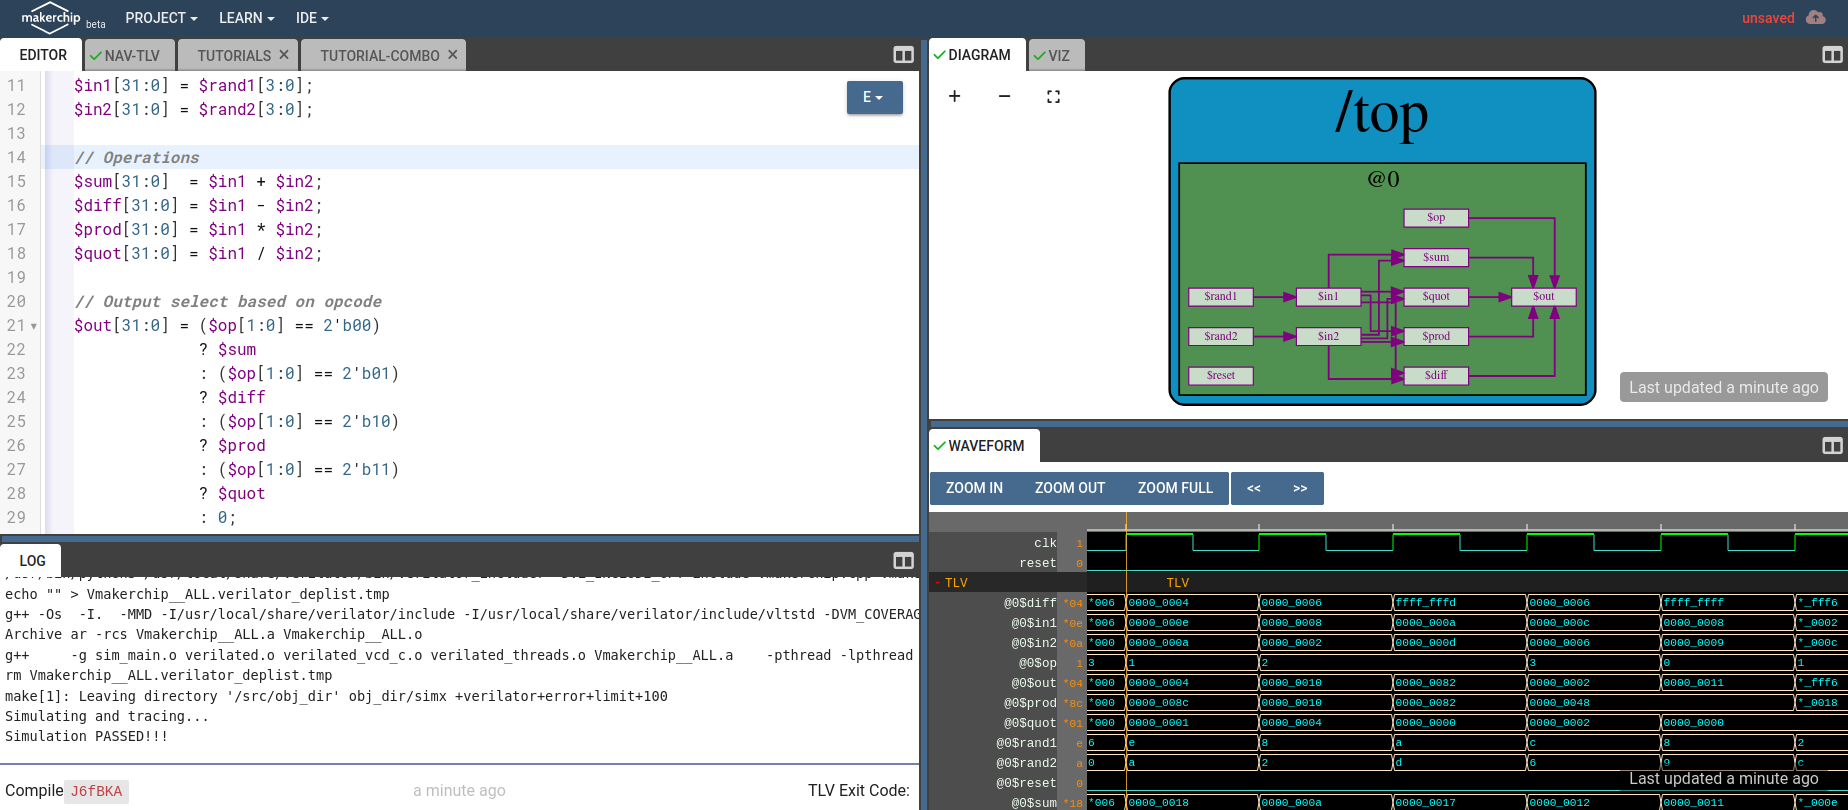 makerchip beta PROJECT LEARN IDE unsaved
EDITOR NAV-TLV TUTORIALS ✕ TUTORIAL-COMBO ✕
E
11 $in1[31:0] = $rand1[3:0];
12 $in2[31:0] = $rand2[3:0];
13
14 // Operations
15 $sum[31:0]  = $in1 + $in2;
16 $diff[31:0] = $in1 - $in2;
17 $prod[31:0] = $in1 * $in2;
18 $quot[31:0] = $in1 / $in2;
19
20 // Output select based on opcode
21 $out[31:0] = ($op[1:0] == 2'b00)
22 ? $sum
23 : ($op[1:0] == 2'b01)
24 ? $diff
25 : ($op[1:0] == 2'b10)
26 ? $prod
27 : ($op[1:0] == 2'b11)
28 ? $quot
29 : 0;
LOG
echo "" > Vmakerchip__ALL.verilator_deplist.tmp
g++ -Os  -I.  -MMD -I/usr/local/share/verilator/include -I/usr/local/share/verilator/include/vltstd -DVM_COVERAG
Archive ar -rcs Vmakerchip__ALL.a Vmakerchip__ALL.o
g++     -g sim_main.o verilated.o verilated_vcd_c.o verilated_threads.o Vmakerchip__ALL.a    -pthread -lpthread
rm Vmakerchip__ALL.verilator_deplist.tmp
make[1]: Leaving directory '/src/obj_dir' obj_dir/simx +verilator+error+limit+100
Simulating and tracing...
Simulation PASSED!!!
Compile J6fBKA a minute ago TLV Exit Code:
DIAGRAM VIZ
+ −
/top
@0
$op
$sum
$rand1 $in1 $quot $out
$rand2 $in2 $prod
$reset $diff
Last updated a minute ago
WAVEFORM
ZOOM IN ZOOM OUT ZOOM FULL << >>
clk 1
reset 0
- TLV TLV
@0$diff *04 *006 0000_0004 0000_0006 ffff_fffd 0000_0006 ffff_ffff *_fff6
@0$in1 *0e *006 0000_000e 0000_0008 0000_000a 0000_000c 0000_0008 *_0002
@0$in2 *0a *000 0000_000a 0000_0002 0000_000d 0000_0006 0000_0009 *_000c
@0$op 1 3 1 2 3 0 1
@0$out *04 *000 0000_0004 0000_0010 0000_0082 0000_0002 0000_0011 *_fff6
@0$prod *8c *000 0000_008c 0000_0010 0000_0082 0000_0048 *_0018
@0$quot *01 *000 0000_0001 0000_0004 0000_0000 0000_0002 0000_0000
@0$rand1 e 6 e 8 a c 8 2
@0$rand2 a 0 a 2 d 6 9 c
@0$reset 0
Last updated a minute ago
@0$sum *18 *006 0000_0018 0000_000a 0000_0017 0000_0012 0000_0011 *_000e